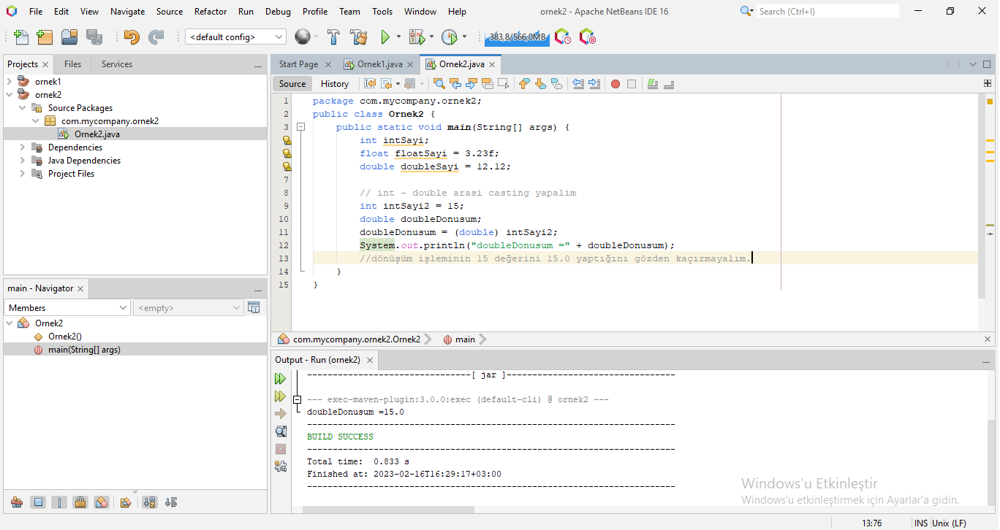 File Edit View Navigate Source Refactor Run Debug Profile Team Tools Window Help
ornek2 - Apache NetBeans IDE 16
Search (Ctrl+I)
<default config>
383,8/566,0MB
Projects Files Services
ornek1
ornek2
Source Packages
com.mycompany.ornek2
Ornek2.java
Dependencies
Java Dependencies
Project Files
main - Navigator
Members <empty>
Ornek2
Ornek2()
main(String[] args)
Start Page Ornek1.java Ornek2.java
Source History
1 package com.mycompany.ornek2;
2 public class Ornek2 {
3 public static void main(String[] args) {
int intSayi;
float floatSayi = 3.23f;
double doubleSayi = 12.12;
7
8 // int - double arasi casting yapalim
9 int intSayi2 = 15;
10 double doubleDonusum;
11 doubleDonusum = (double) intSayi2;
12 System.out.println("doubleDonusum =" + doubleDonusum);
13 //dönüşüm işleminin 15 değerini 15.0 yaptığını gözden kaçırmayalım.
14 }
15 }
com.mycompany.ornek2.Ornek2 main
Output - Run (ornek2)
--------------------------------[ jar ]---------------------------------
--- exec-maven-plugin:3.0.0:exec (default-cli) @ ornek2 ---
doubleDonusum =15.0
------------------------------------------------------------------------
BUILD SUCCESS
------------------------------------------------------------------------
Total time: 0.833 s
Finished at: 2023-02-16T16:29:17+03:00
------------------------------------------------------------------------
Windows'u Etkinleştir
Windows'u etkinleştirmek için Ayarlar'a gidin.
13:76 INS Unix (LF)